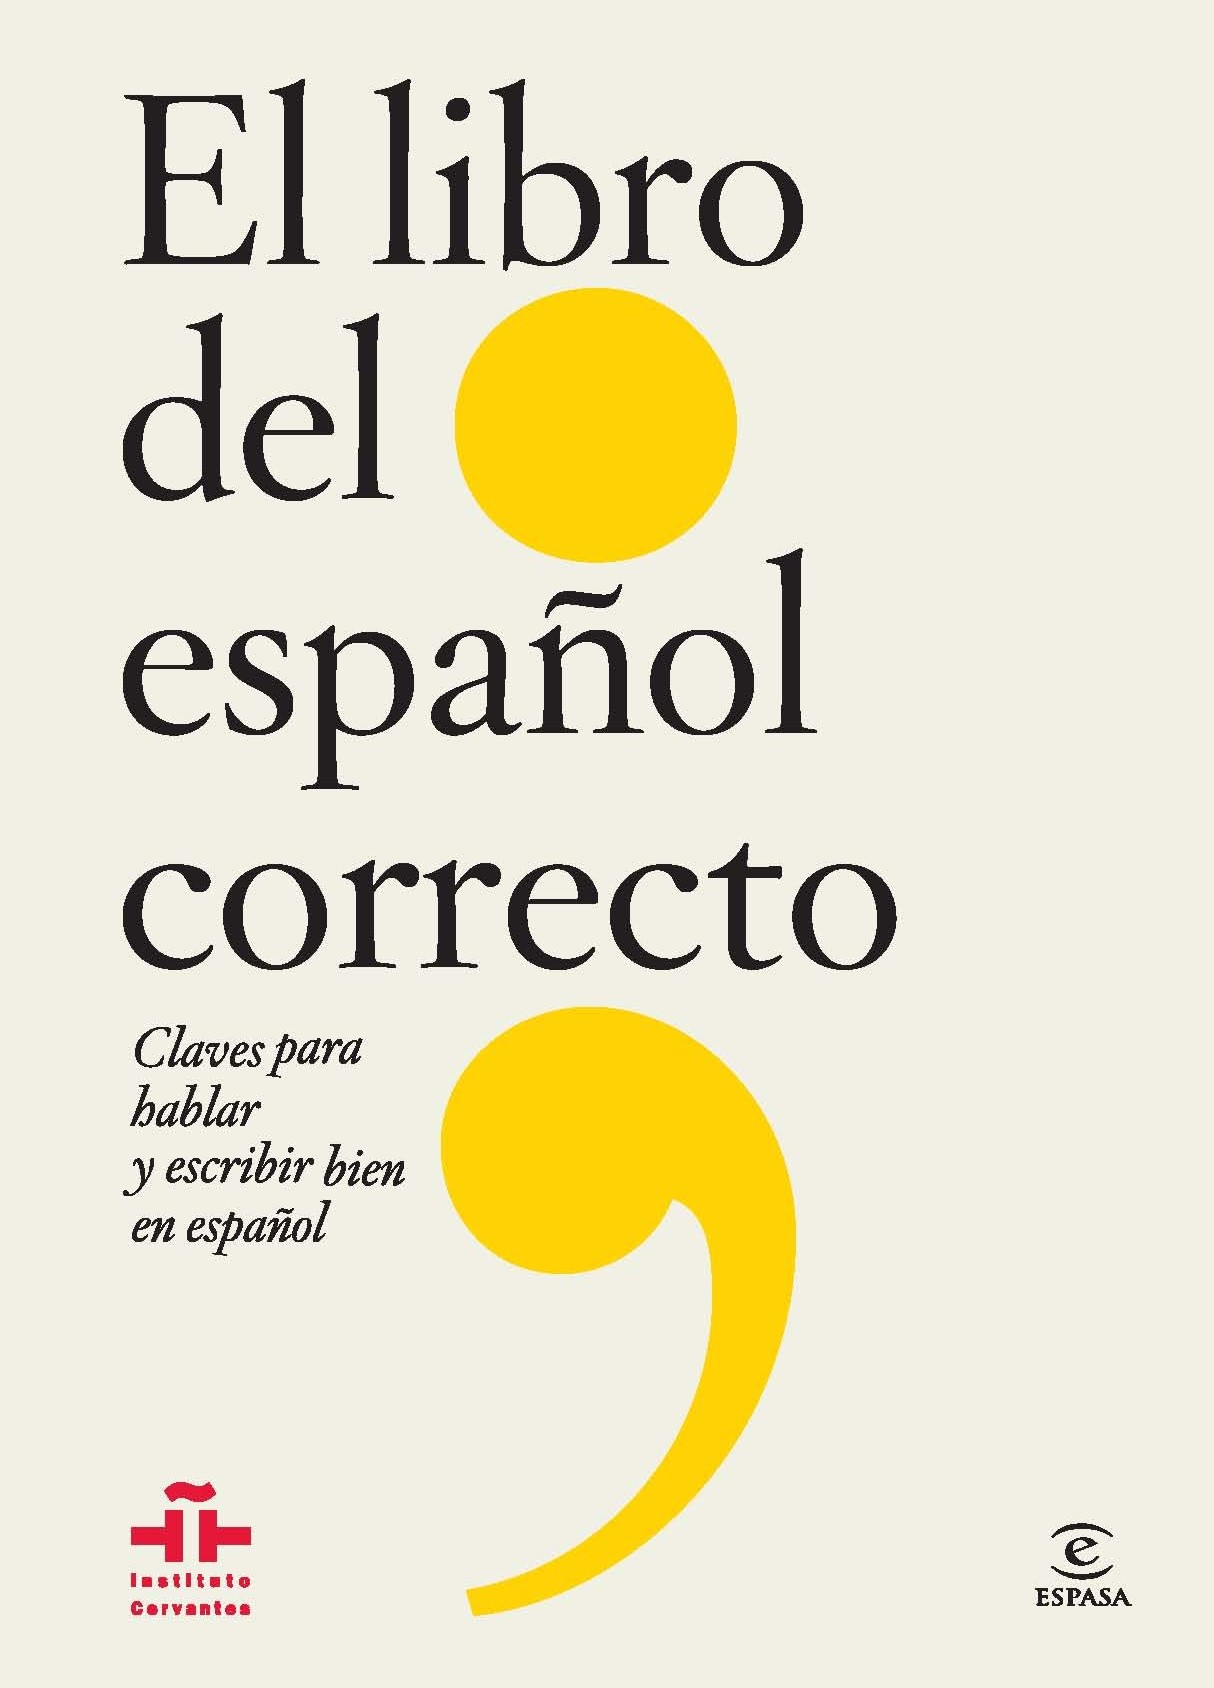 El libro
del
español
correcto
Claves para
hablar
y escribir bien
en español
Instituto
Cervantes
e
ESPASA